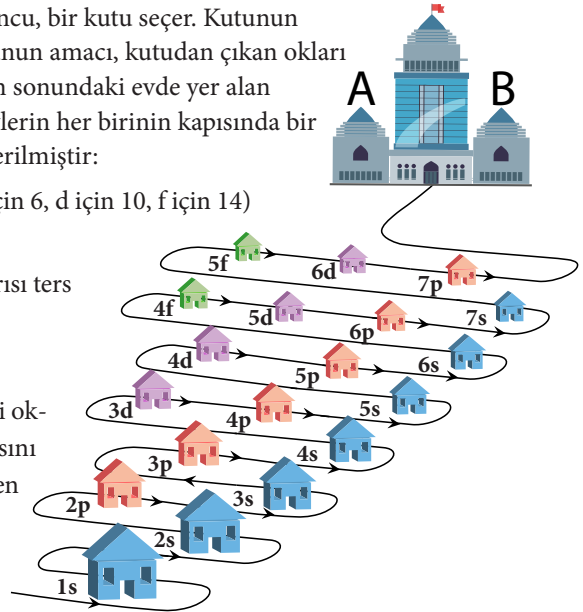 ncu, bir kutu seçer. Kutunun
unun amacı, kutudan çıkan okları
n sonundaki evde yer alan
lerin her birinin kapısında bir
erilmiştir:
çin 6, d için 10, f için 14)
rısı ters
i ok-
sını
en
A B
5f 6d 7p
4f 5d 6p 7s
4d 5p 6s
3d 4p 5s
3p 4s
2p 3s
2s
1s